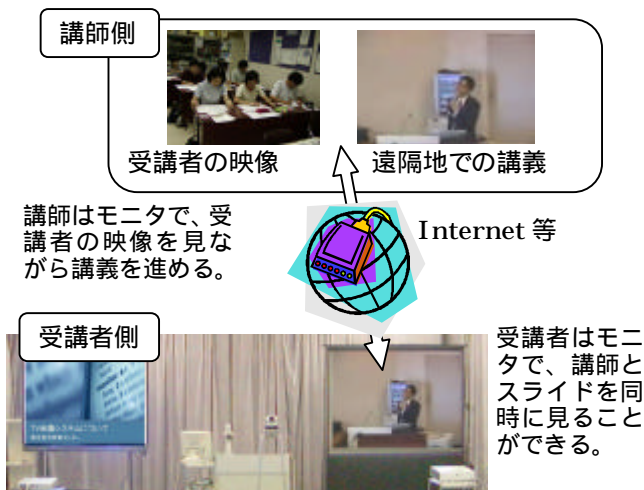 講師側
受講者の映像
遠隔地での講義
講師はモニタで、受
講者の映像を見な
がら講義を進める。
Internet 等
受講者側
受講者はモニ
タで、講師と
スライドを同
時に見ること
ができる。